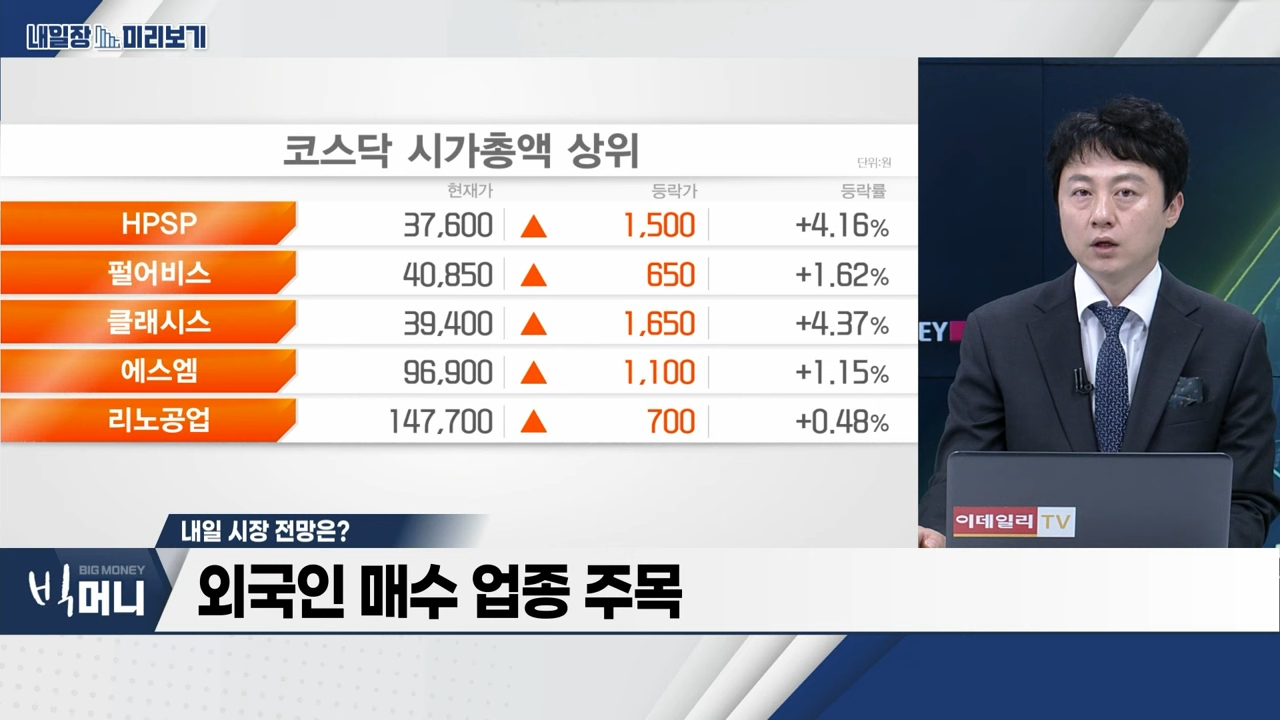 내일장 미리보기
코스닥 시가총액 상위
단위:원
현재가 등락가 등락률
HPSP 37,600 ▲ 1,500 +4.16%
펄어비스 40,850 ▲ 650 +1.62%
클래시스 39,400 ▲ 1,650 +4.37%
에스엠 96,900 ▲ 1,100 +1.15%
리노공업 147,700 ▲ 700 +0.48%
EY
이데일리 TV
내일 시장 전망은?
BIG MONEY
빅머니
외국인 매수 업종 주목